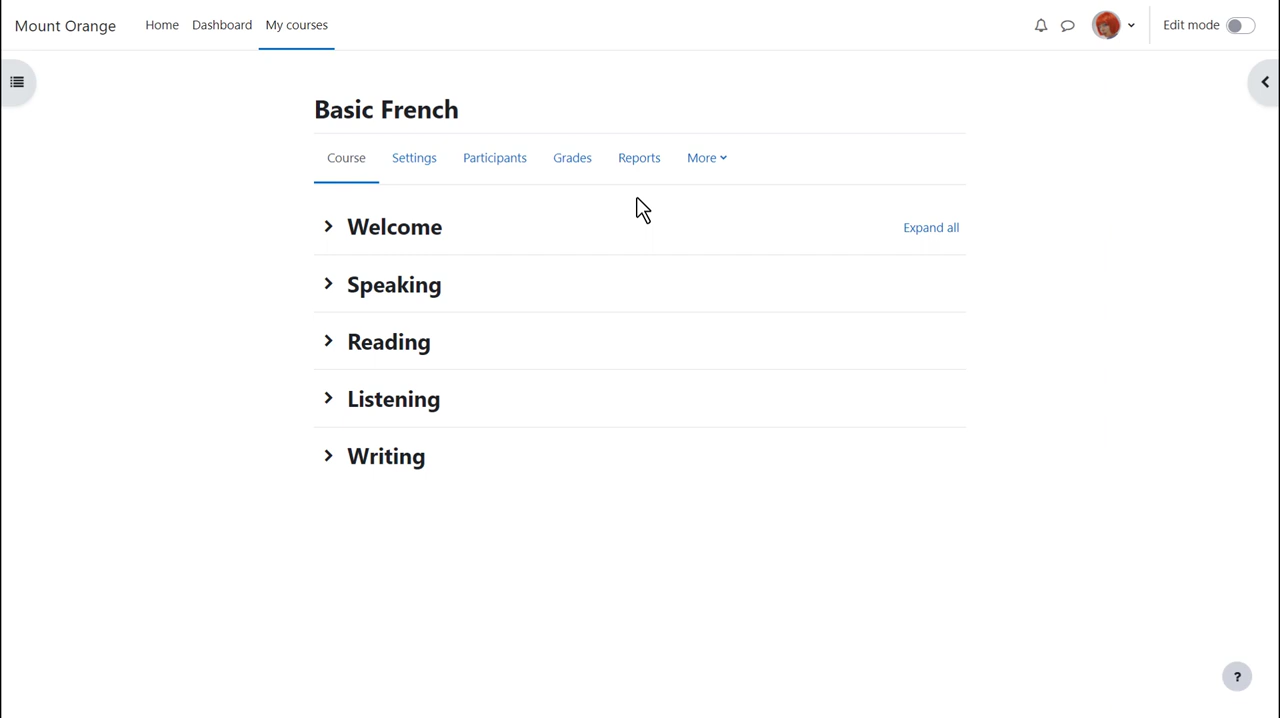 Mount Orange Home Dashboard My courses Edit mode
Basic French
Course Settings Participants Grades Reports More
Welcome Expand all
Speaking
Reading
Listening
Writing
?